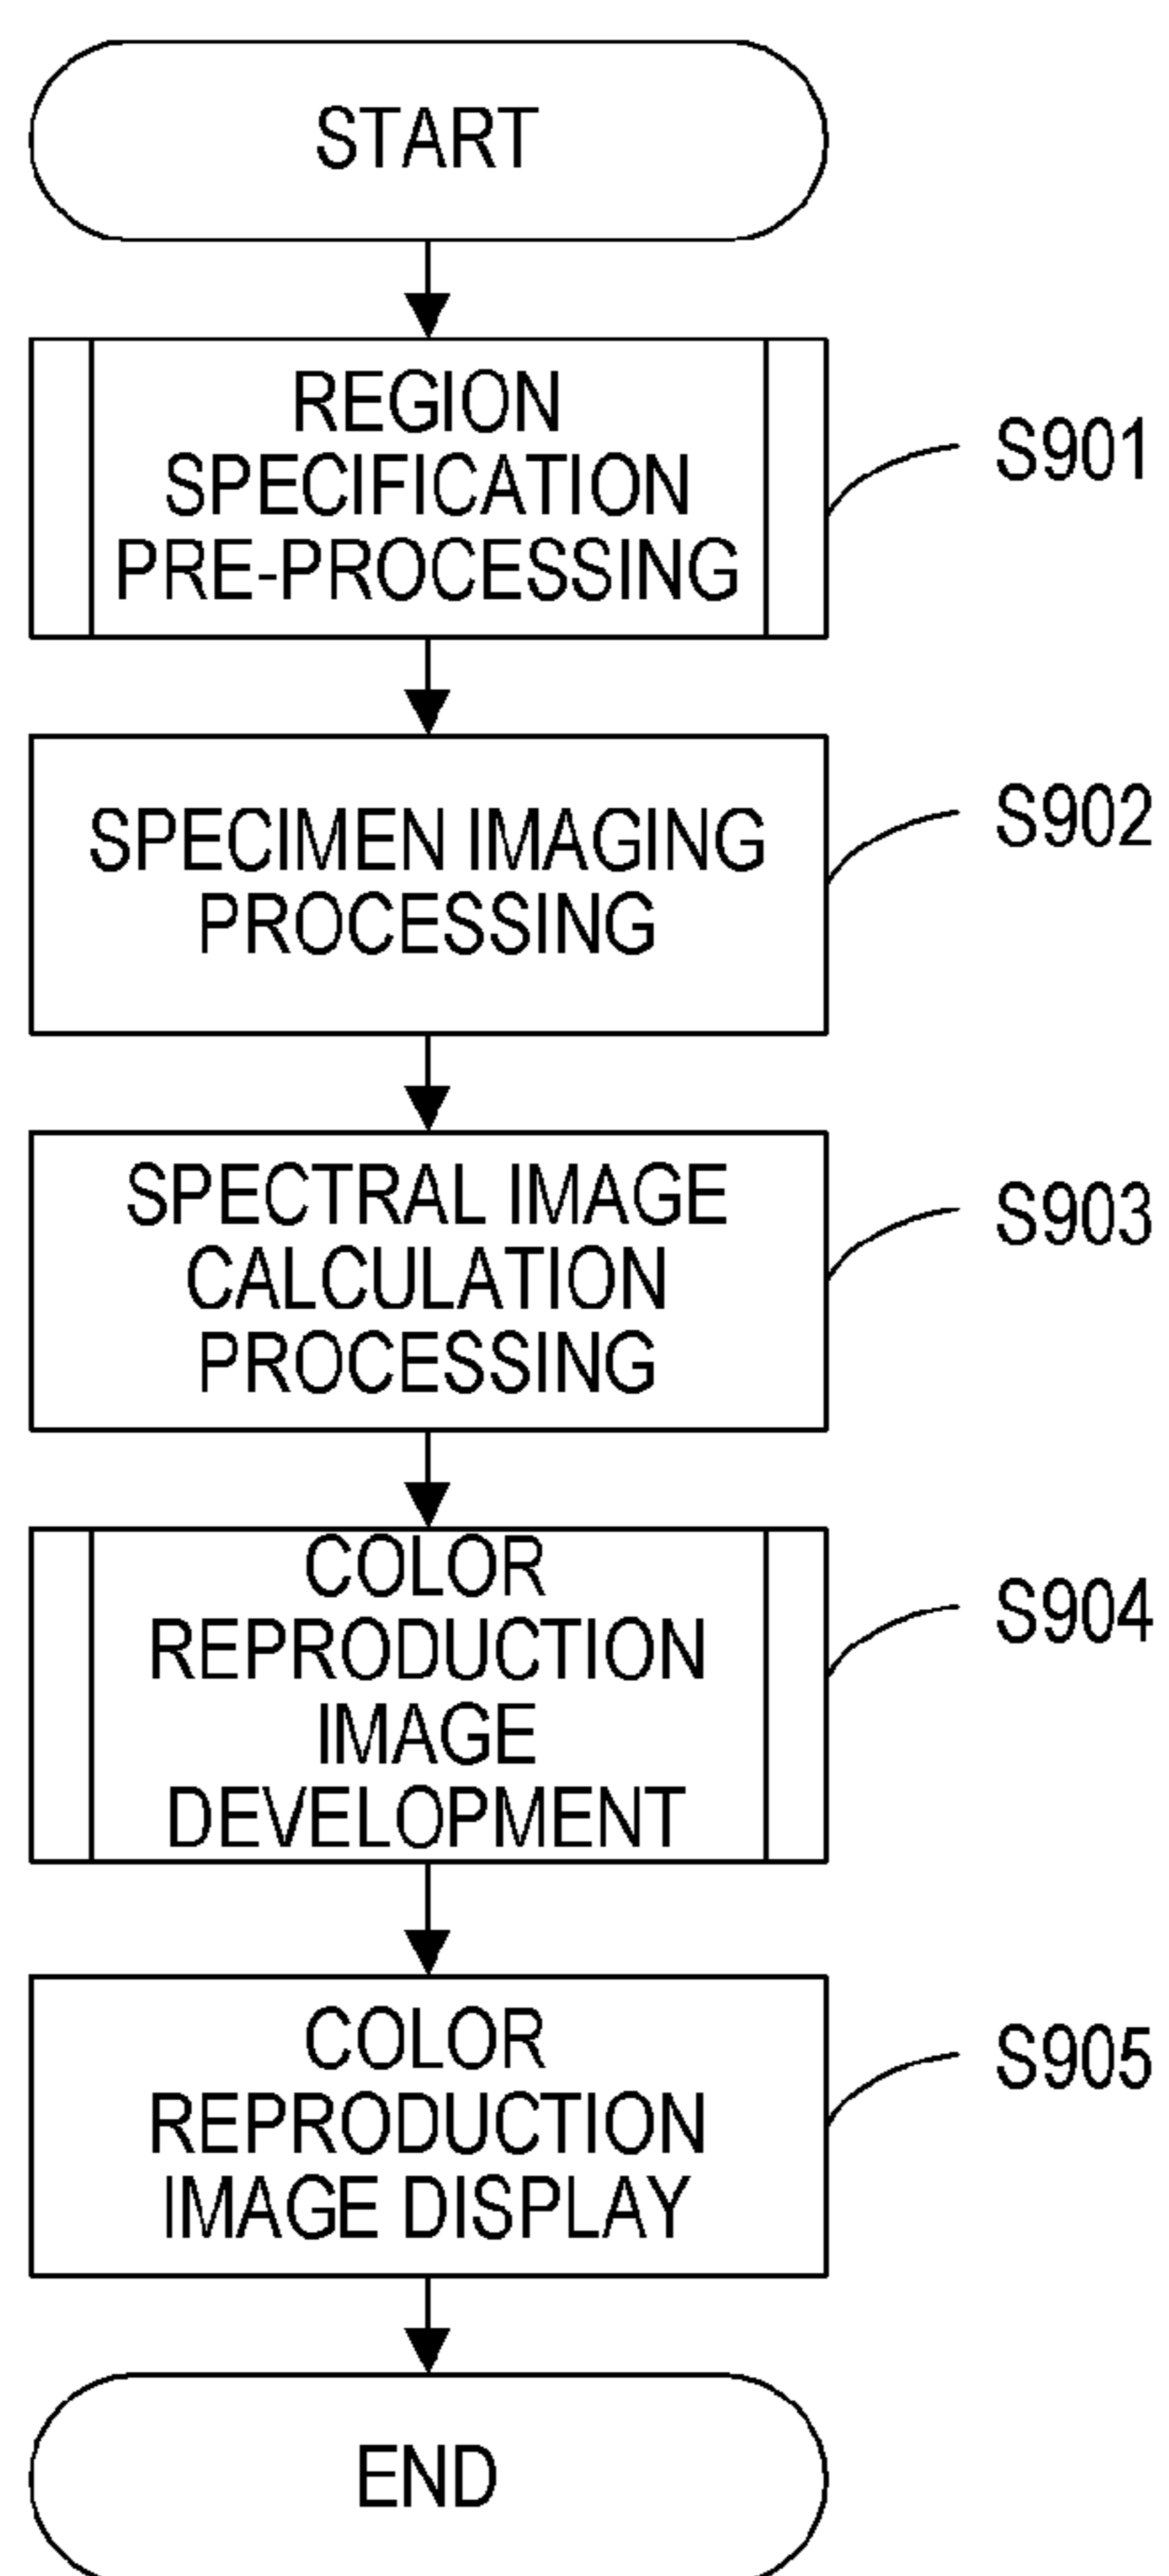 START
REGION
SPECIFICATION
PRE-PROCESSING
S901
SPECIMEN IMAGING
PROCESSING
S902
SPECTRAL IMAGE
CALCULATION
PROCESSING
S903
COLOR
REPRODUCTION
IMAGE
DEVELOPMENT
S904
COLOR
REPRODUCTION
IMAGE DISPLAY
S905
END